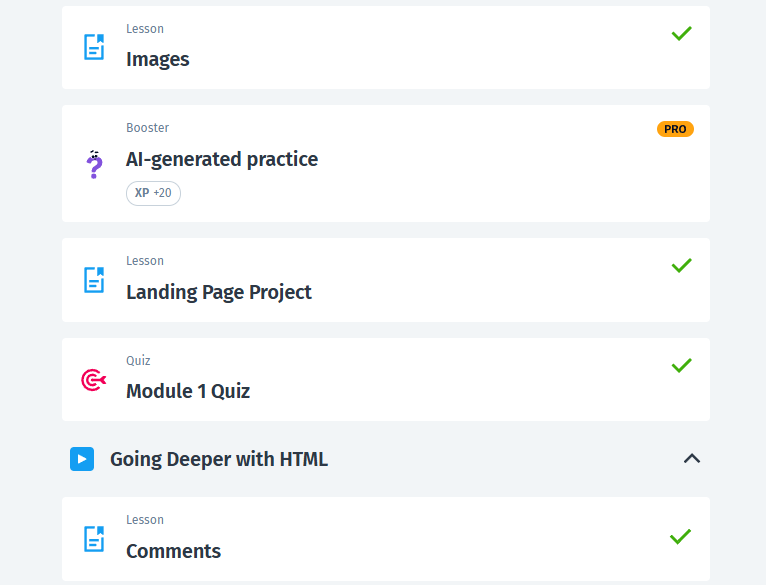 Lesson
Images
Booster
PRO
AI-generated practice
XP +20
Lesson
Landing Page Project
Quiz
Module 1 Quiz
Going Deeper with HTML
Lesson
Comments